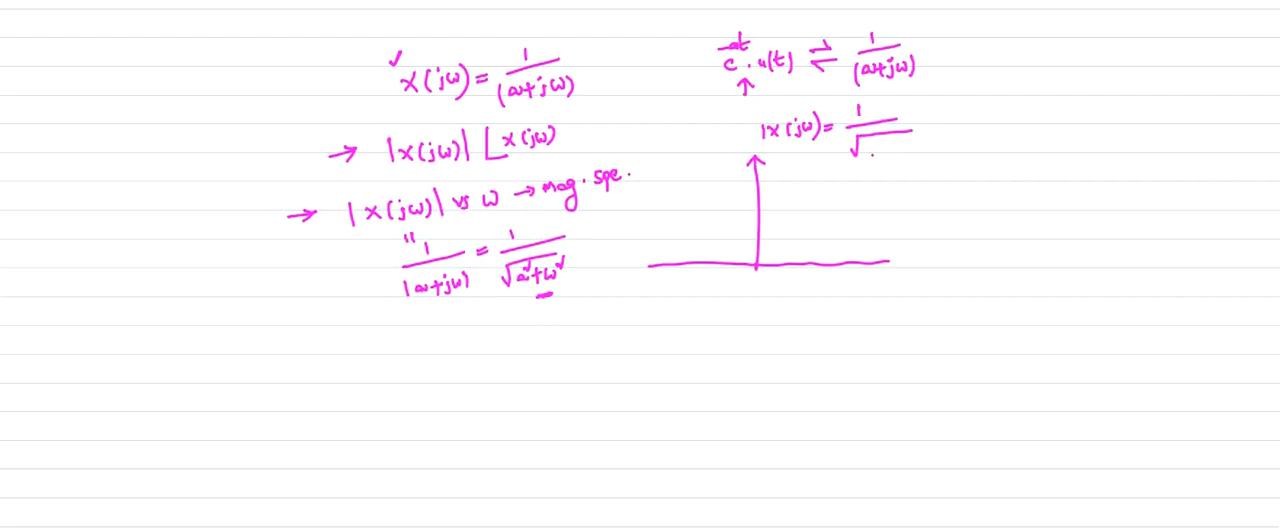 ✓ X(jω) = 1/(a+jω)
→ |X(jω)| ∠X(jω)
→ |X(jω)| vs ω → mag. spe.
" 1/|a+jω| = 1/√(a²+ω²)
e^(-at) . u(t) ⇌ 1/(a+jω)
↑
|X(jω) = 1/√